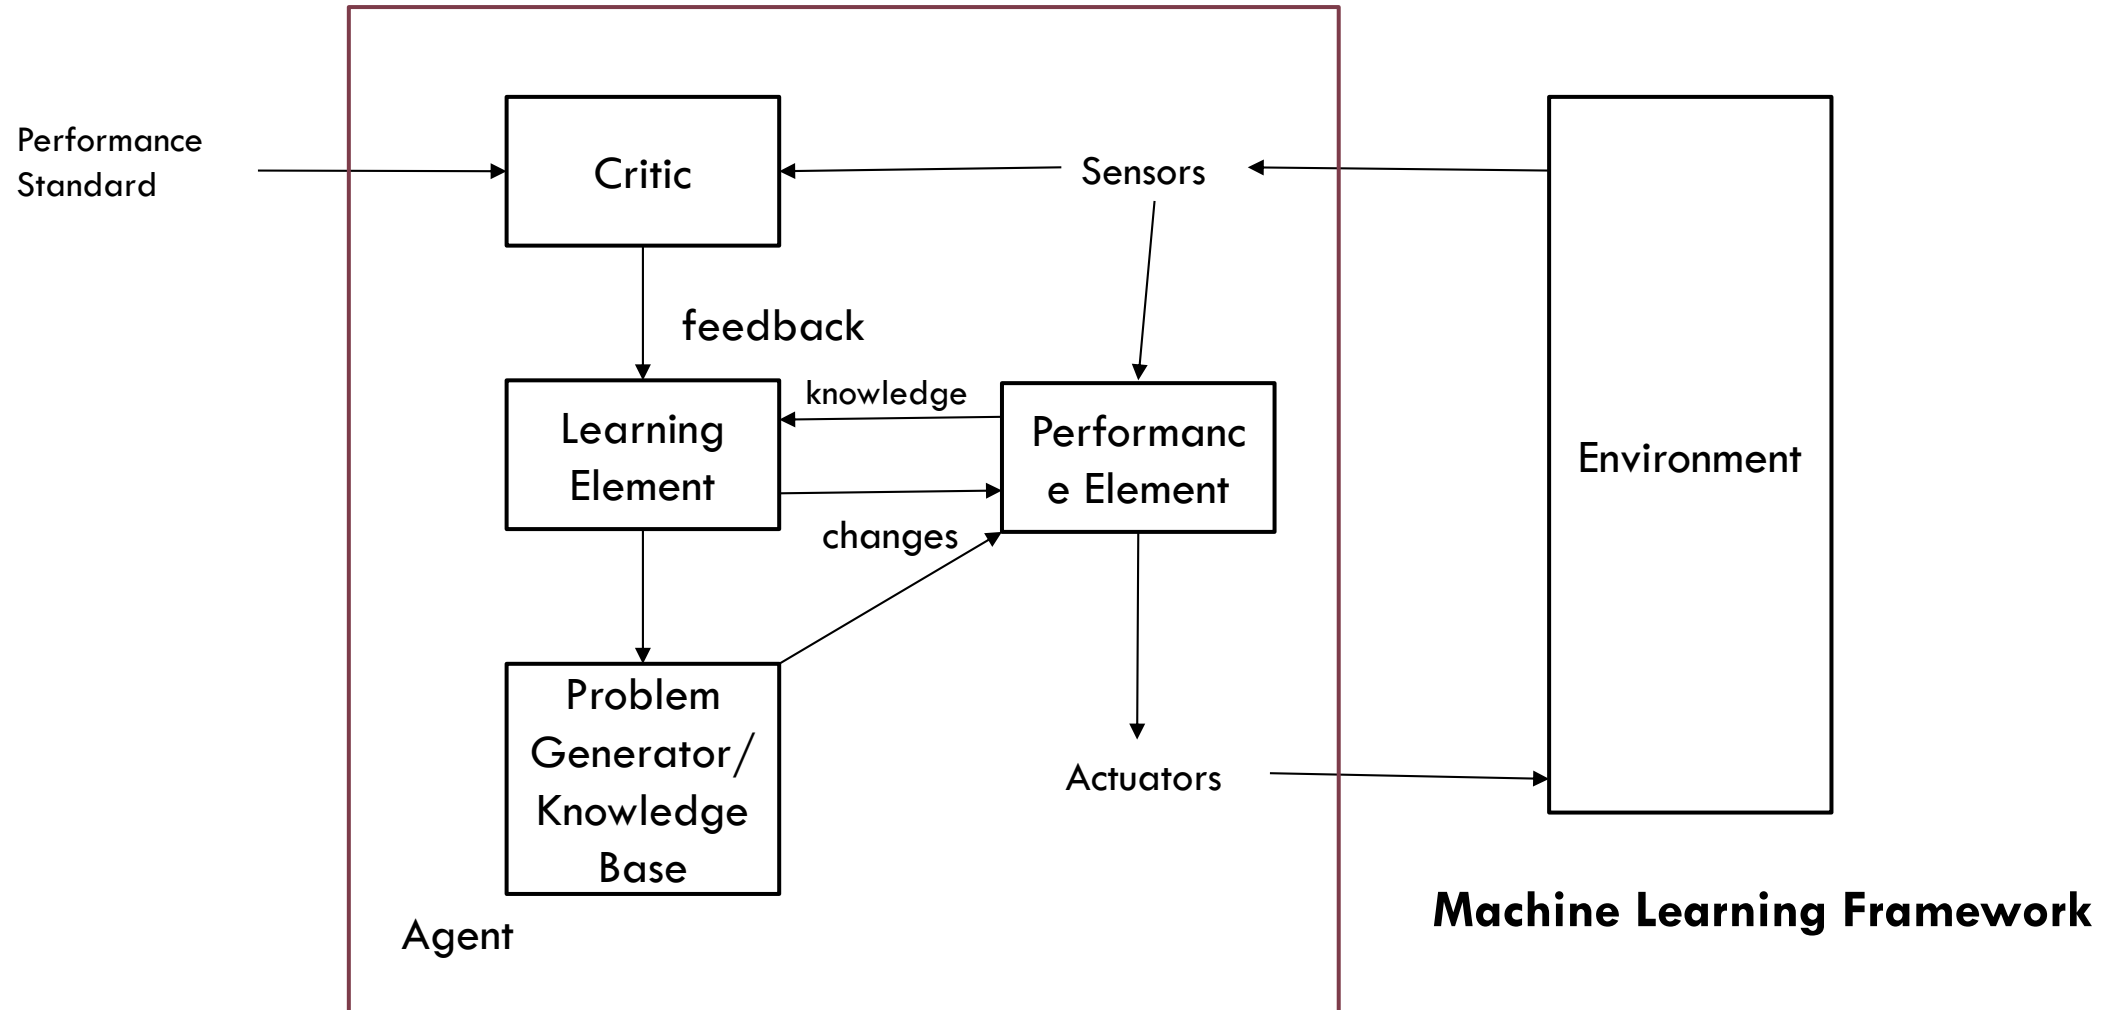 Performance
Standard
Critic
Sensors
feedback
knowledge
Learning
Element
Performanc
e Element
Environment
changes
Problem
Generator/
Knowledge
Base
Actuators
Agent
Machine Learning Framework